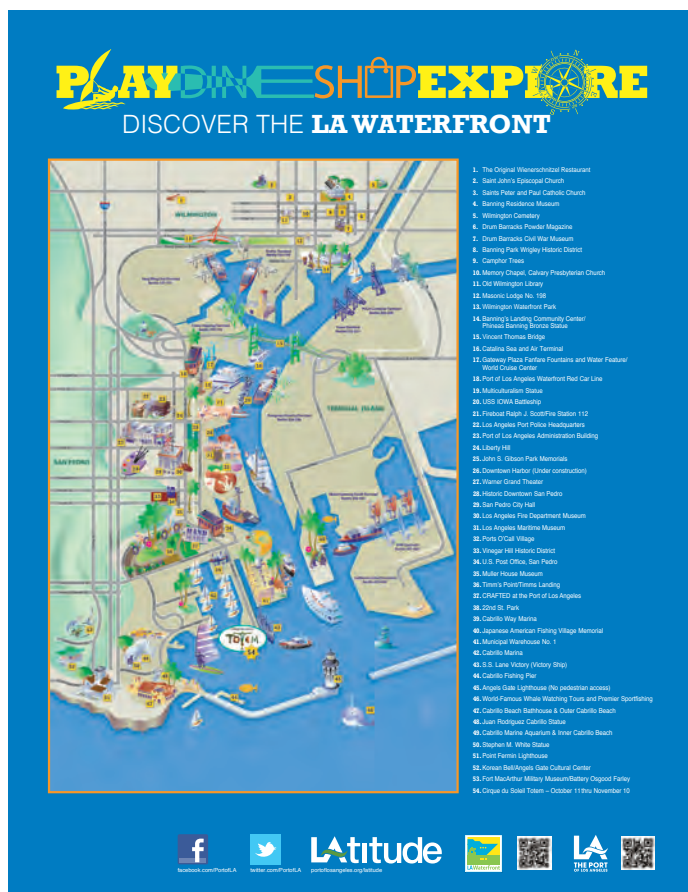 PLAY DINE SHOP EXPLORE
DISCOVER THE LA WATERFRONT
WILMINGTON
TERMINAL ISLAND
SAN PEDRO
TOTEM
54
1. The Original Wienerschnitzel Restaurant
2. Saint John's Episcopal Church
3. Saints Peter and Paul Catholic Church
4. Banning Residence Museum
5. Wilmington Cemetery
6. Drum Barracks Powder Magazine
7. Drum Barracks Civil War Museum
8. Banning Park Wrigley Historic District
9. Camphor Trees
10. Memory Chapel, Calvary Presbyterian Church
11. Old Wilmington Library
12. Masonic Lodge No. 198
13. Wilmington Waterfront Park
14. Banning's Landing Community Center/
Phineas Banning Bronze Statue
15. Vincent Thomas Bridge
16. Catalina Sea and Air Terminal
17. Gateway Plaza Fanfare Fountains and Water Feature/
World Cruise Center
18. Port of Los Angeles Waterfront Red Car Line
19. Multiculturalism Statue
20. USS IOWA Battleship
21. Fireboat Ralph J. Scott/Fire Station 112
22. Los Angeles Port Police Headquarters
23. Port of Los Angeles Administration Building
24. Liberty Hill
25. John S. Gibson Park Memorials
26. Downtown Harbor (Under construction)
27. Warner Grand Theater
28. Historic Downtown San Pedro
29. San Pedro City Hall
30. Los Angeles Fire Department Museum
31. Los Angeles Maritime Museum
32. Ports O'Call Village
33. Vinegar Hill Historic District
34. U.S. Post Office, San Pedro
35. Muller House Museum
36. Timm's Point/Timms Landing
37. CRAFTED at the Port of Los Angeles
38. 22nd St. Park
39. Cabrillo Way Marina
40. Japanese American Fishing Village Memorial
41. Municipal Warehouse No. 1
42. Cabrillo Marina
43. S.S. Lane Victory (Victory Ship)
44. Cabrillo Fishing Pier
45. Angels Gate Lighthouse (No pedestrian access)
46. World-Famous Whale Watching Tours and Premier Sportfishing
47. Cabrillo Beach Bathhouse & Outer Cabrillo Beach
48. Juan Rodriguez Cabrillo Statue
49. Cabrillo Marine Aquarium & Inner Cabrillo Beach
50. Stephen M. White Statue
51. Point Fermin Lighthouse
52. Korean Bell/Angels Gate Cultural Center
53. Fort MacArthur Military Museum/Battery Osgood Farley
54. Cirque du Soleil Totem – October 11thru November 10
facebook.com/PortofLA
twitter.com/PortofLA
LAtitude
portoflosangeles.org/latitude
LA Waterfront
LA
THE PORT
OF LOS ANGELES